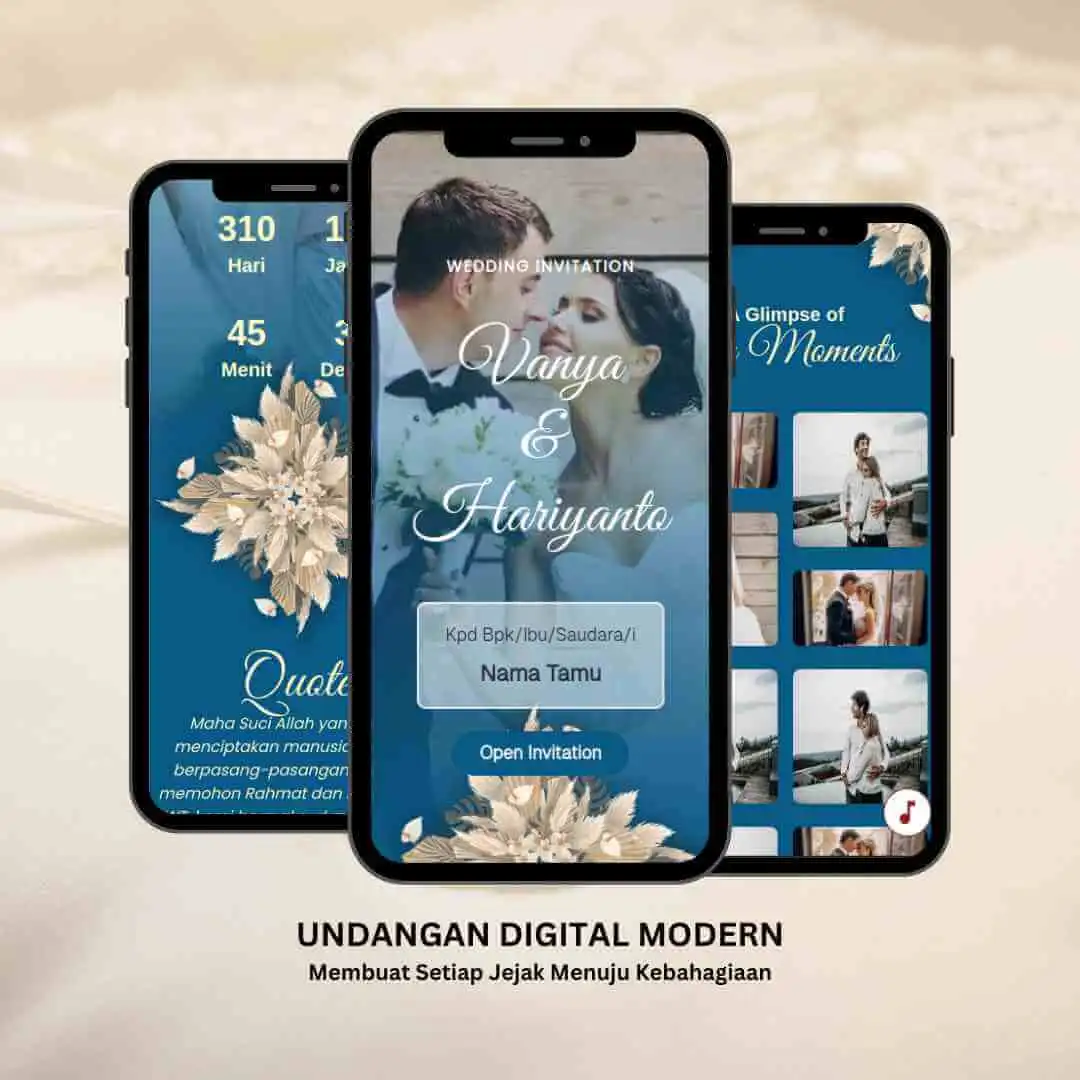 310
Hari
45
Menit
Quote
Maha Suci Allah yan
menciptakan manusia
berpasang-pasangan
memohon Rahmat dan
WEDDING INVITATION
Vanya
&
Hariyanto
Kpd Bpk/Ibu/Saudara/i
Nama Tamu
Open Invitation
A Glimpse of
Moments
UNDANGAN DIGITAL MODERN
Membuat Setiap Jejak Menuju Kebahagiaan